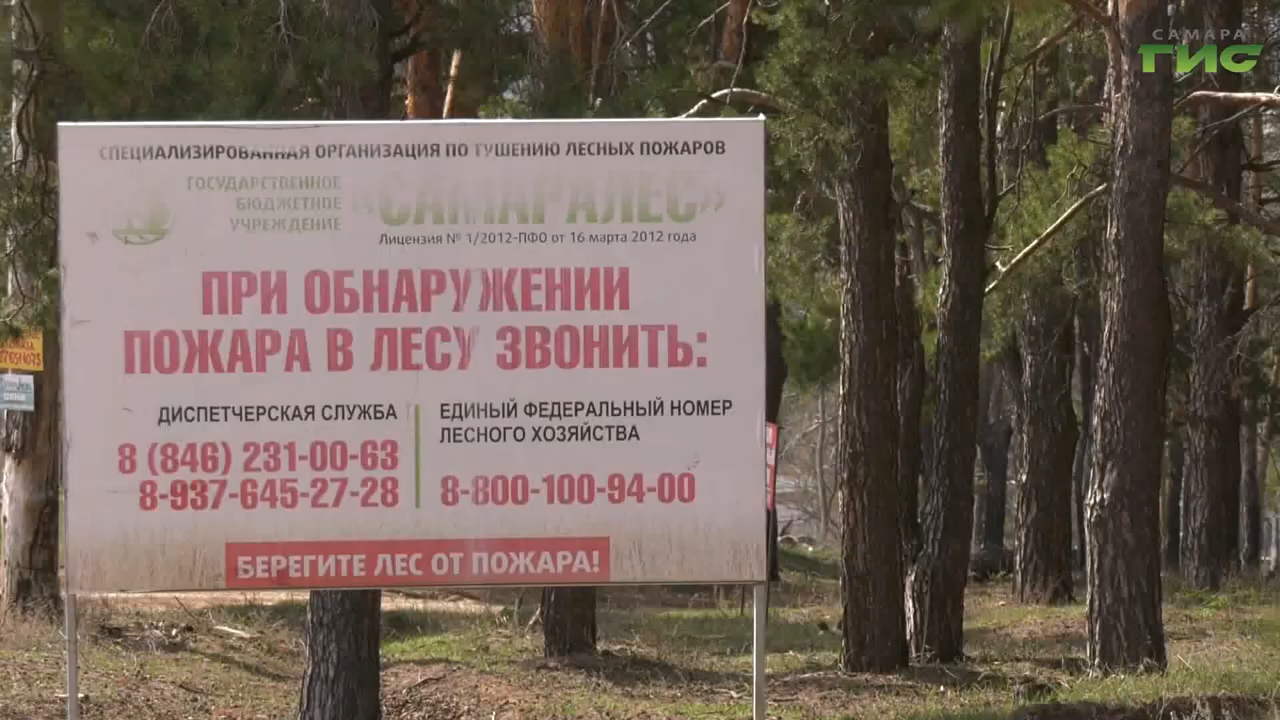 САМАРА
ГИС
СПЕЦИАЛИЗИРОВАННАЯ ОРГАНИЗАЦИЯ ПО ТУШЕНИЮ ЛЕСНЫХ ПОЖАРОВ
ГОСУДАРСТВЕННОЕ
БЮДЖЕТНОЕ
УЧРЕЖДЕНИЕ
«САМАРАЛЕС»
Лицензия № 1/2012-ПФО от 16 марта 2012 года
ПРИ ОБНАРУЖЕНИИ
ПОЖАРА В ЛЕСУ ЗВОНИТЬ:
ДИСПЕТЧЕРСКАЯ СЛУЖБА
8 (846) 231-00-63
8-937-645-27-28
ЕДИНЫЙ ФЕДЕРАЛЬНЫЙ НОМЕР
ЛЕСНОГО ХОЗЯЙСТВА
8-800-100-94-00
БЕРЕГИТЕ ЛЕС ОТ ПОЖАРА!
ОКНА